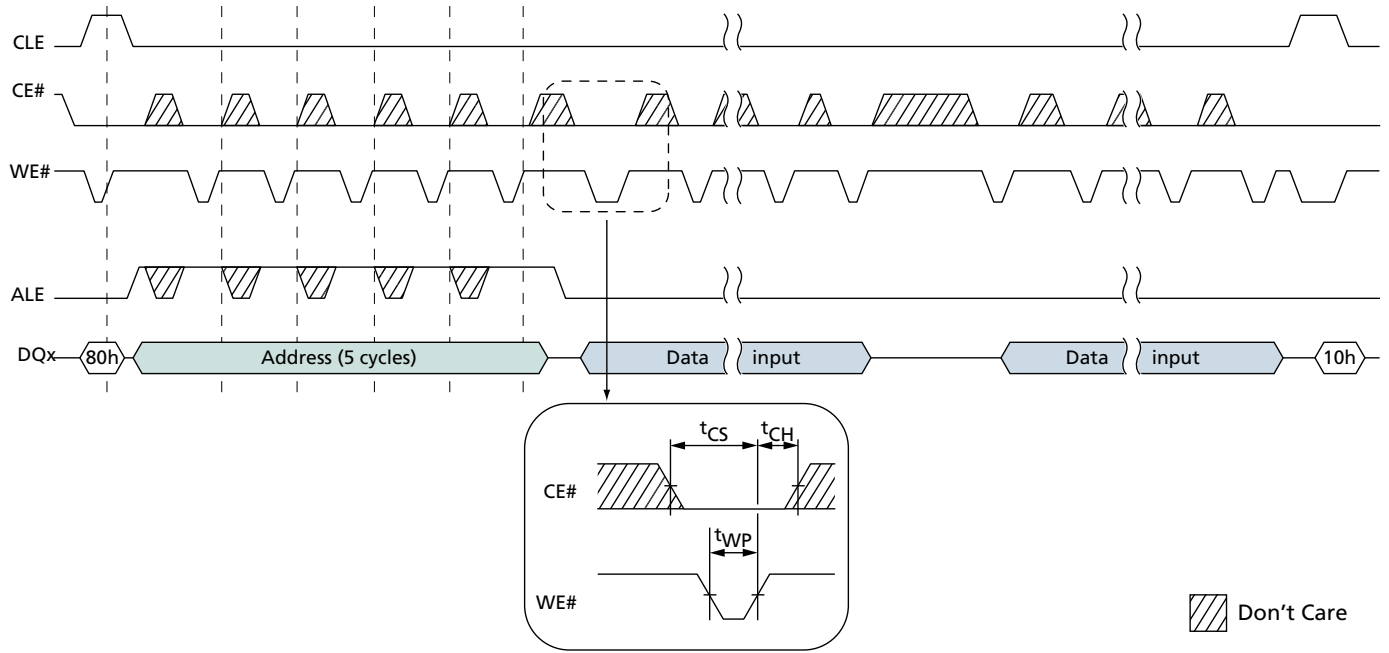 CLE
CE#
WE#
ALE
DQx
80h
Address (5 cycles)
Data input
Data input
10h
tCS
tCH
CE#
tWP
WE#
Don't Care